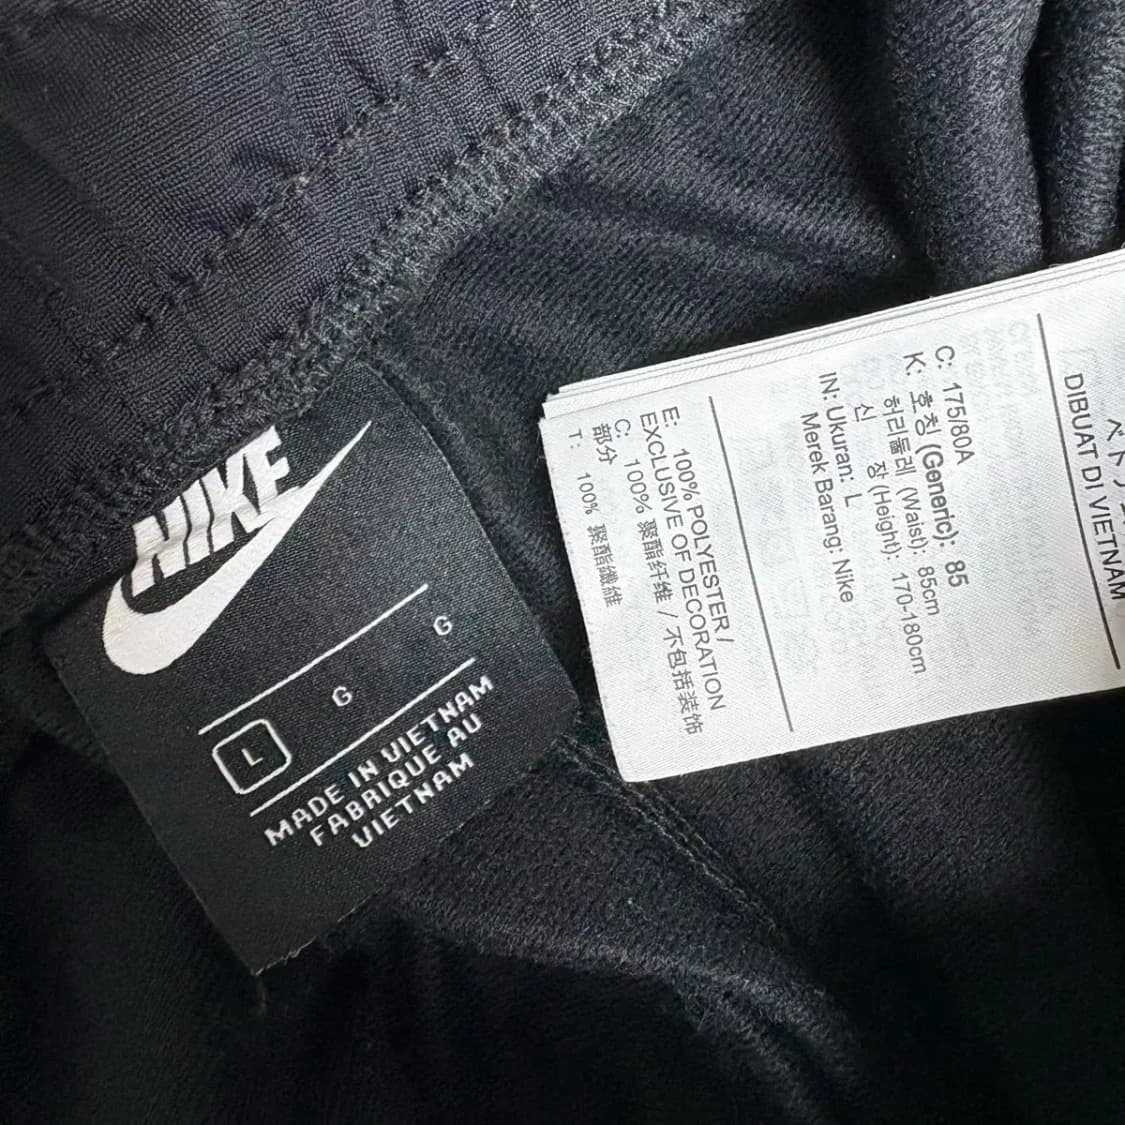 NIKE
L G G
MADE IN VIETNAM
FABRIQUE AU
VIETNAM
E: 100% POLYESTER /
EXCLUSIVE OF DECORATION
C: 100% 聚酯纤维 / 不包括装饰
部分
T: 100% 聚酯纖維
C: 175/80A
K: 호칭 (Generic): 85
허리둘레 (Waist): 85cm
신 장 (Height): 170-180cm
IN: Ukuran: L
Merek Barang: Nike
DIBUAT DI VIETNAM